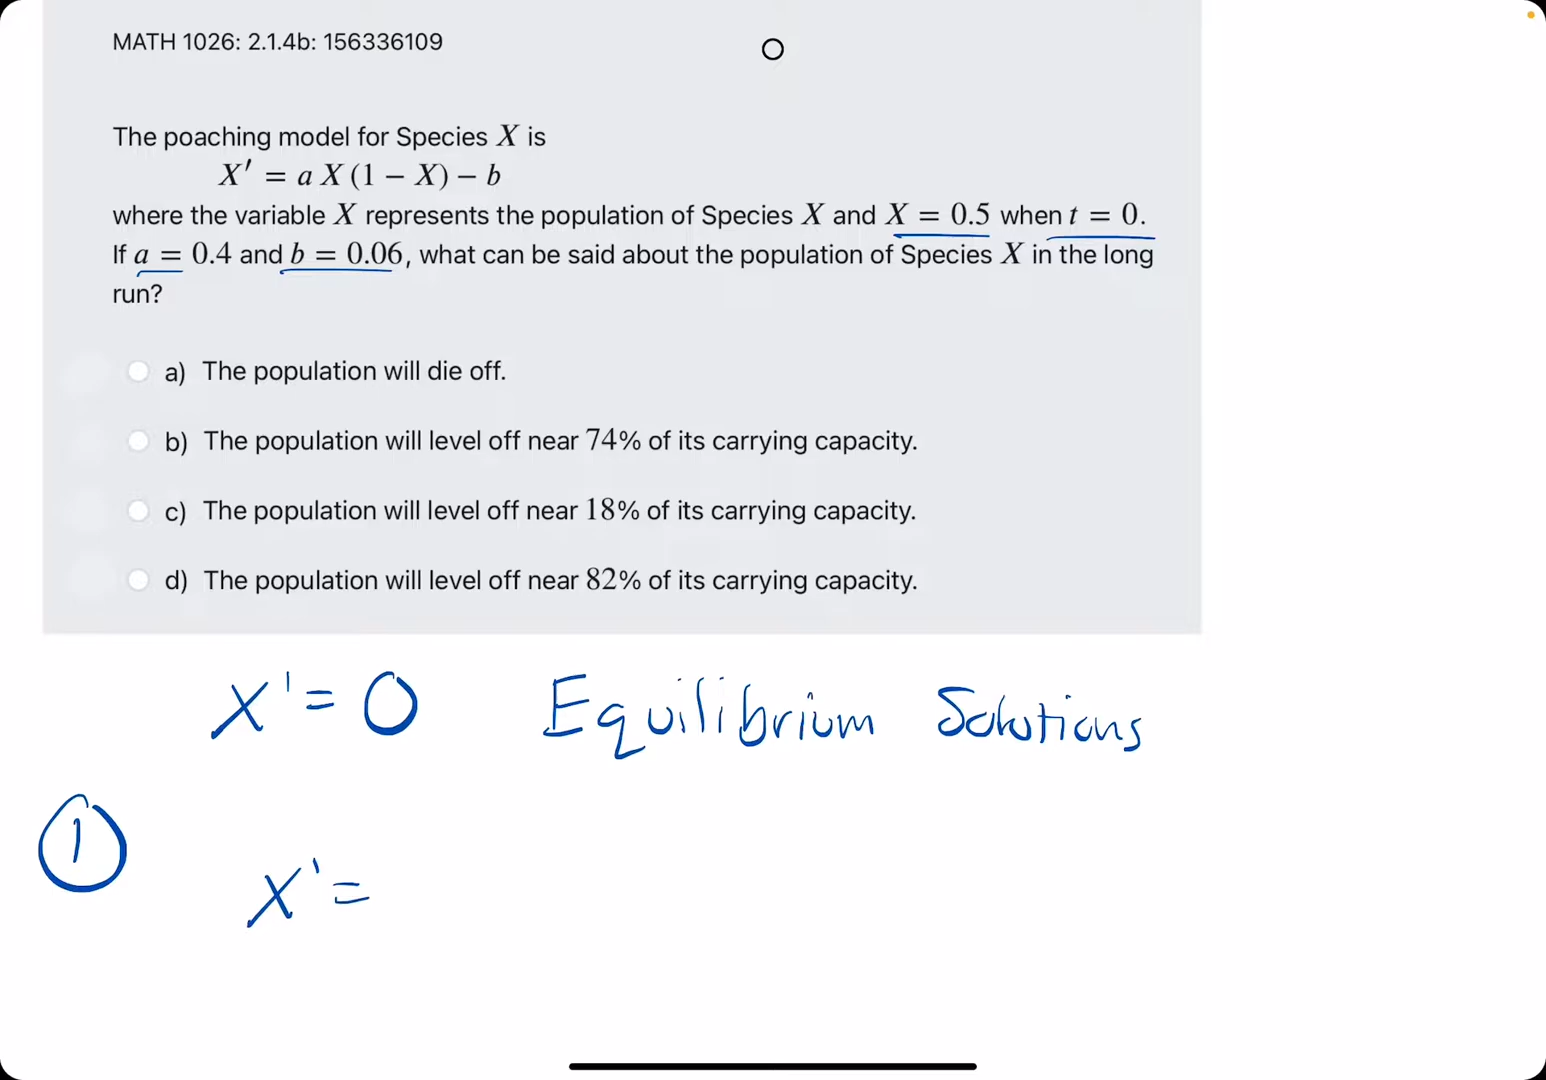 MATH 1026: 2.1.4b: 156336109
The poaching model for Species X is
X′ = a X (1 − X) − b
where the variable X represents the population of Species X and X = 0.5 when t = 0.
If a = 0.4 and b = 0.06, what can be said about the population of Species X in the long
run?
a) The population will die off.
b) The population will level off near 74% of its carrying capacity.
c) The population will level off near 18% of its carrying capacity.
d) The population will level off near 82% of its carrying capacity.
X' = 0 Equilibrium Solutions
1
X' =